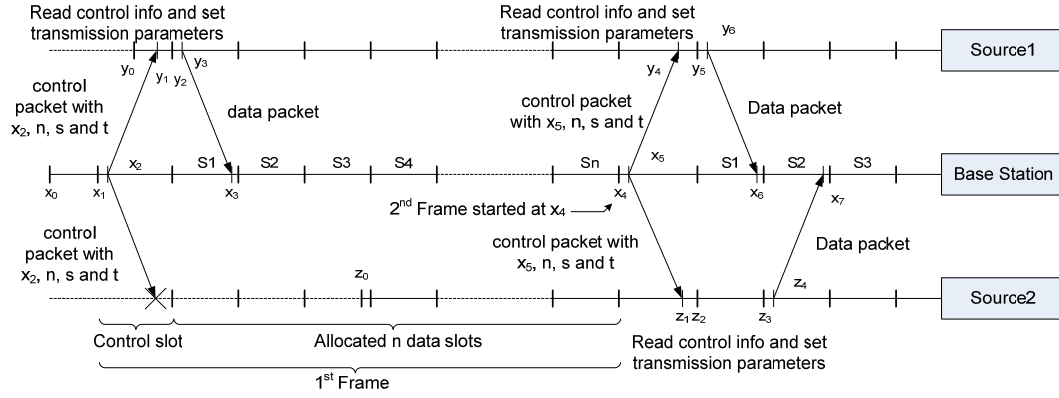 Read control info and set
transmission parameters
Read control info and set
transmission parameters
y6
Source1
y0
y1
y2
y3
y4
y5
control
packet with
x2, n, s and t
data packet
control packet
with x5, n, s and t
Data packet
x2
S1
S2
S3
S4
Sn
x5
S1
S2
S3
Base Station
x0
x1
x3
x4
x6
x7
2nd Frame started at x4
control
packet with
x2, n, s and t
control packet with
x5, n, s and t
Data packet
z0
z4
Source2
z1
z2
z3
Control slot
Allocated n data slots
Read control info and set
transmission parameters
1st Frame